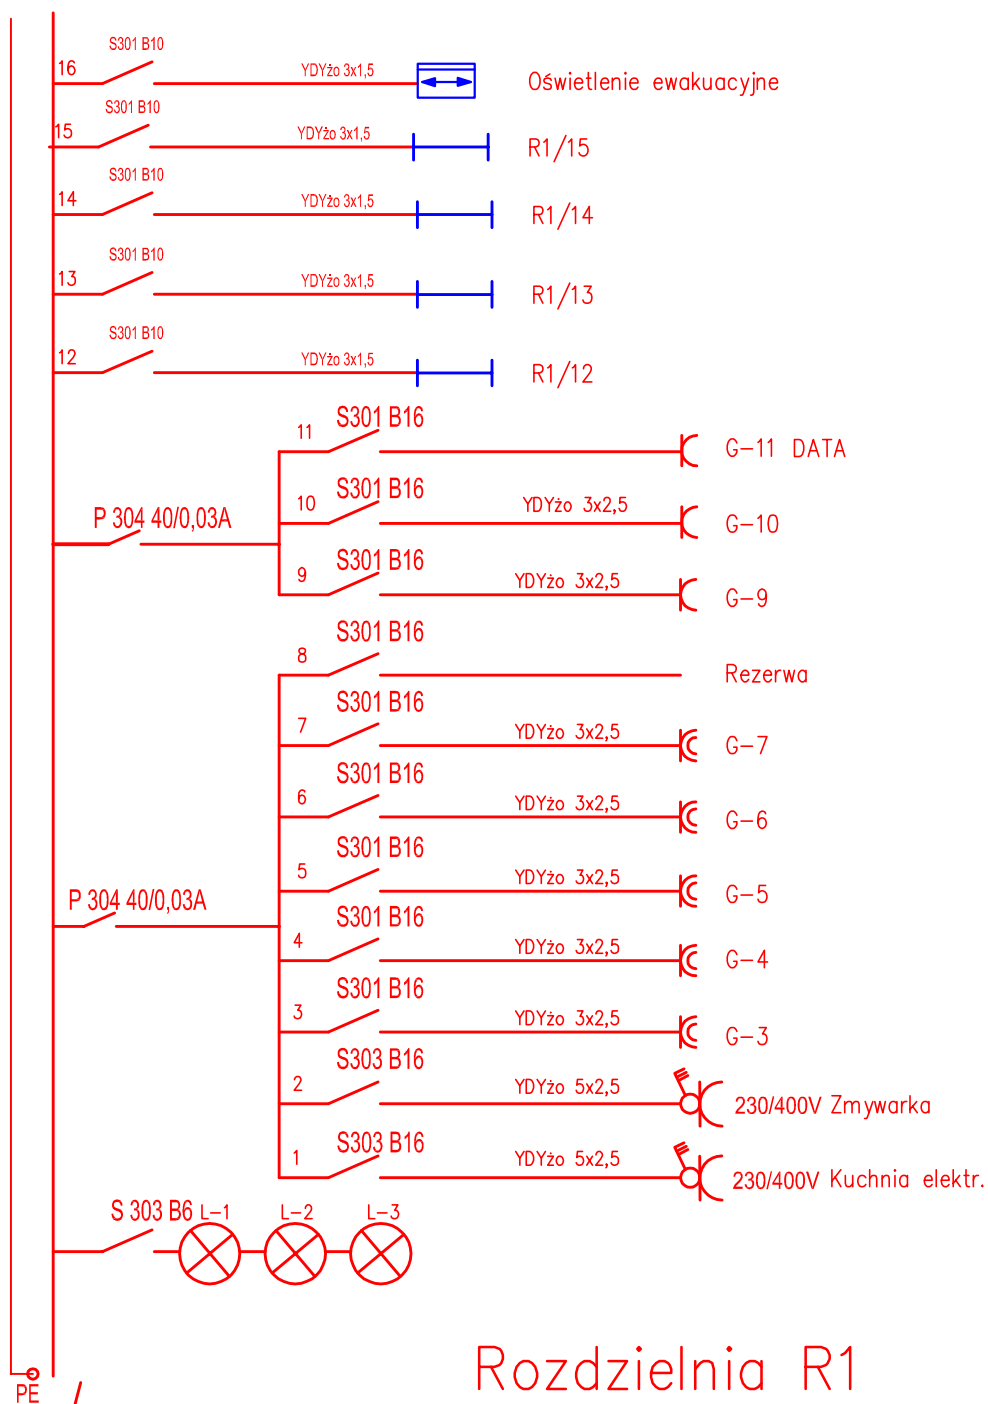 S301 B10
16 YDYżo 3x1,5 Oświetlenie ewakuacyjne
S301 B10
15 YDYżo 3x1,5 R1/15
S301 B10
14 YDYżo 3x1,5 R1/14
S301 B10
13 YDYżo 3x1,5 R1/13
S301 B10
12 YDYżo 3x1,5 R1/12
S301 B16
11 G-11 DATA
S301 B16
10 YDYżo 3x2,5 G-10
P 304 40/0,03A
S301 B16
9 YDYżo 3x2,5 G-9
S301 B16
8 Rezerwa
S301 B16
7 YDYżo 3x2,5 G-7
S301 B16
6 YDYżo 3x2,5 G-6
S301 B16
5 YDYżo 3x2,5 G-5
P 304 40/0,03A
S301 B16
4 YDYżo 3x2,5 G-4
S301 B16
3 YDYżo 3x2,5 G-3
S303 B16
2 YDYżo 5x2,5 230/400V Zmywarka
S303 B16
1 YDYżo 5x2,5 230/400V Kuchnia elektr.
S 303 B6 L-1 L-2 L-3
Rozdzielnia R1
PE